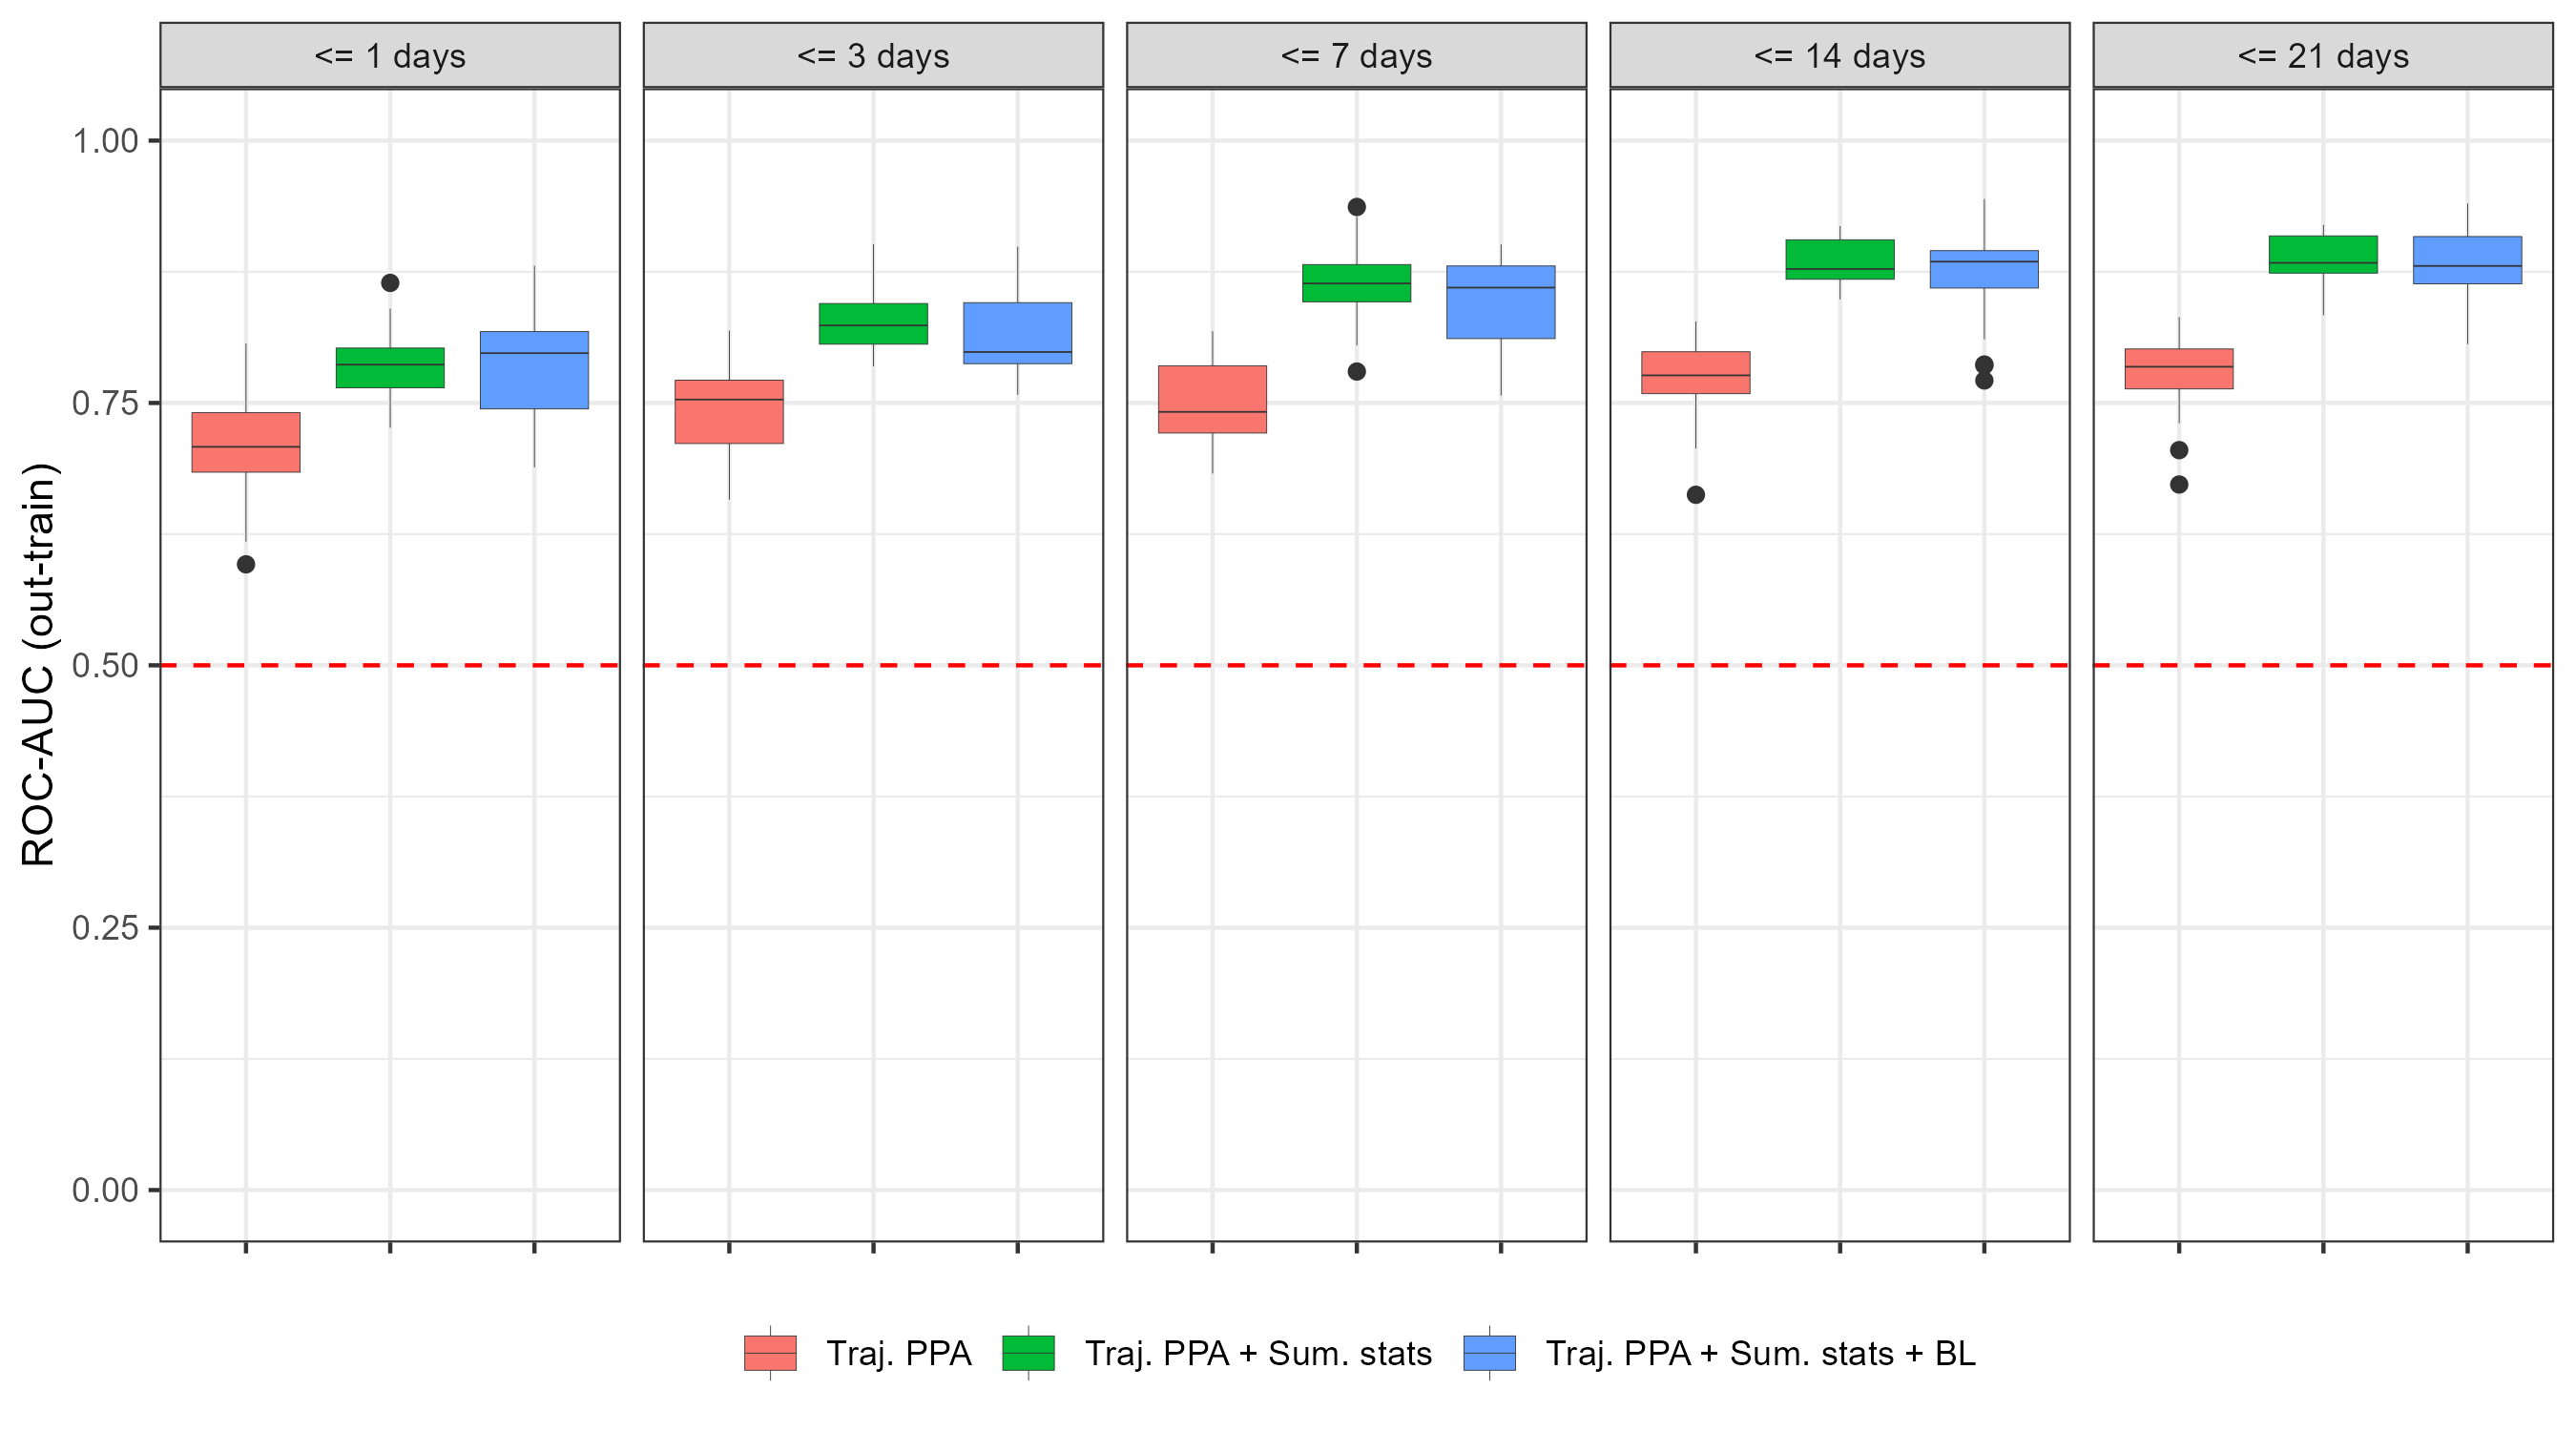 <= 1 days
<= 3 days
<= 7 days
<= 14 days
<= 21 days
ROC-AUC (out-train)
1.00
0.75
0.50
0.25
0.00
Traj. PPA
Traj. PPA + Sum. stats
Traj. PPA + Sum. stats + BL